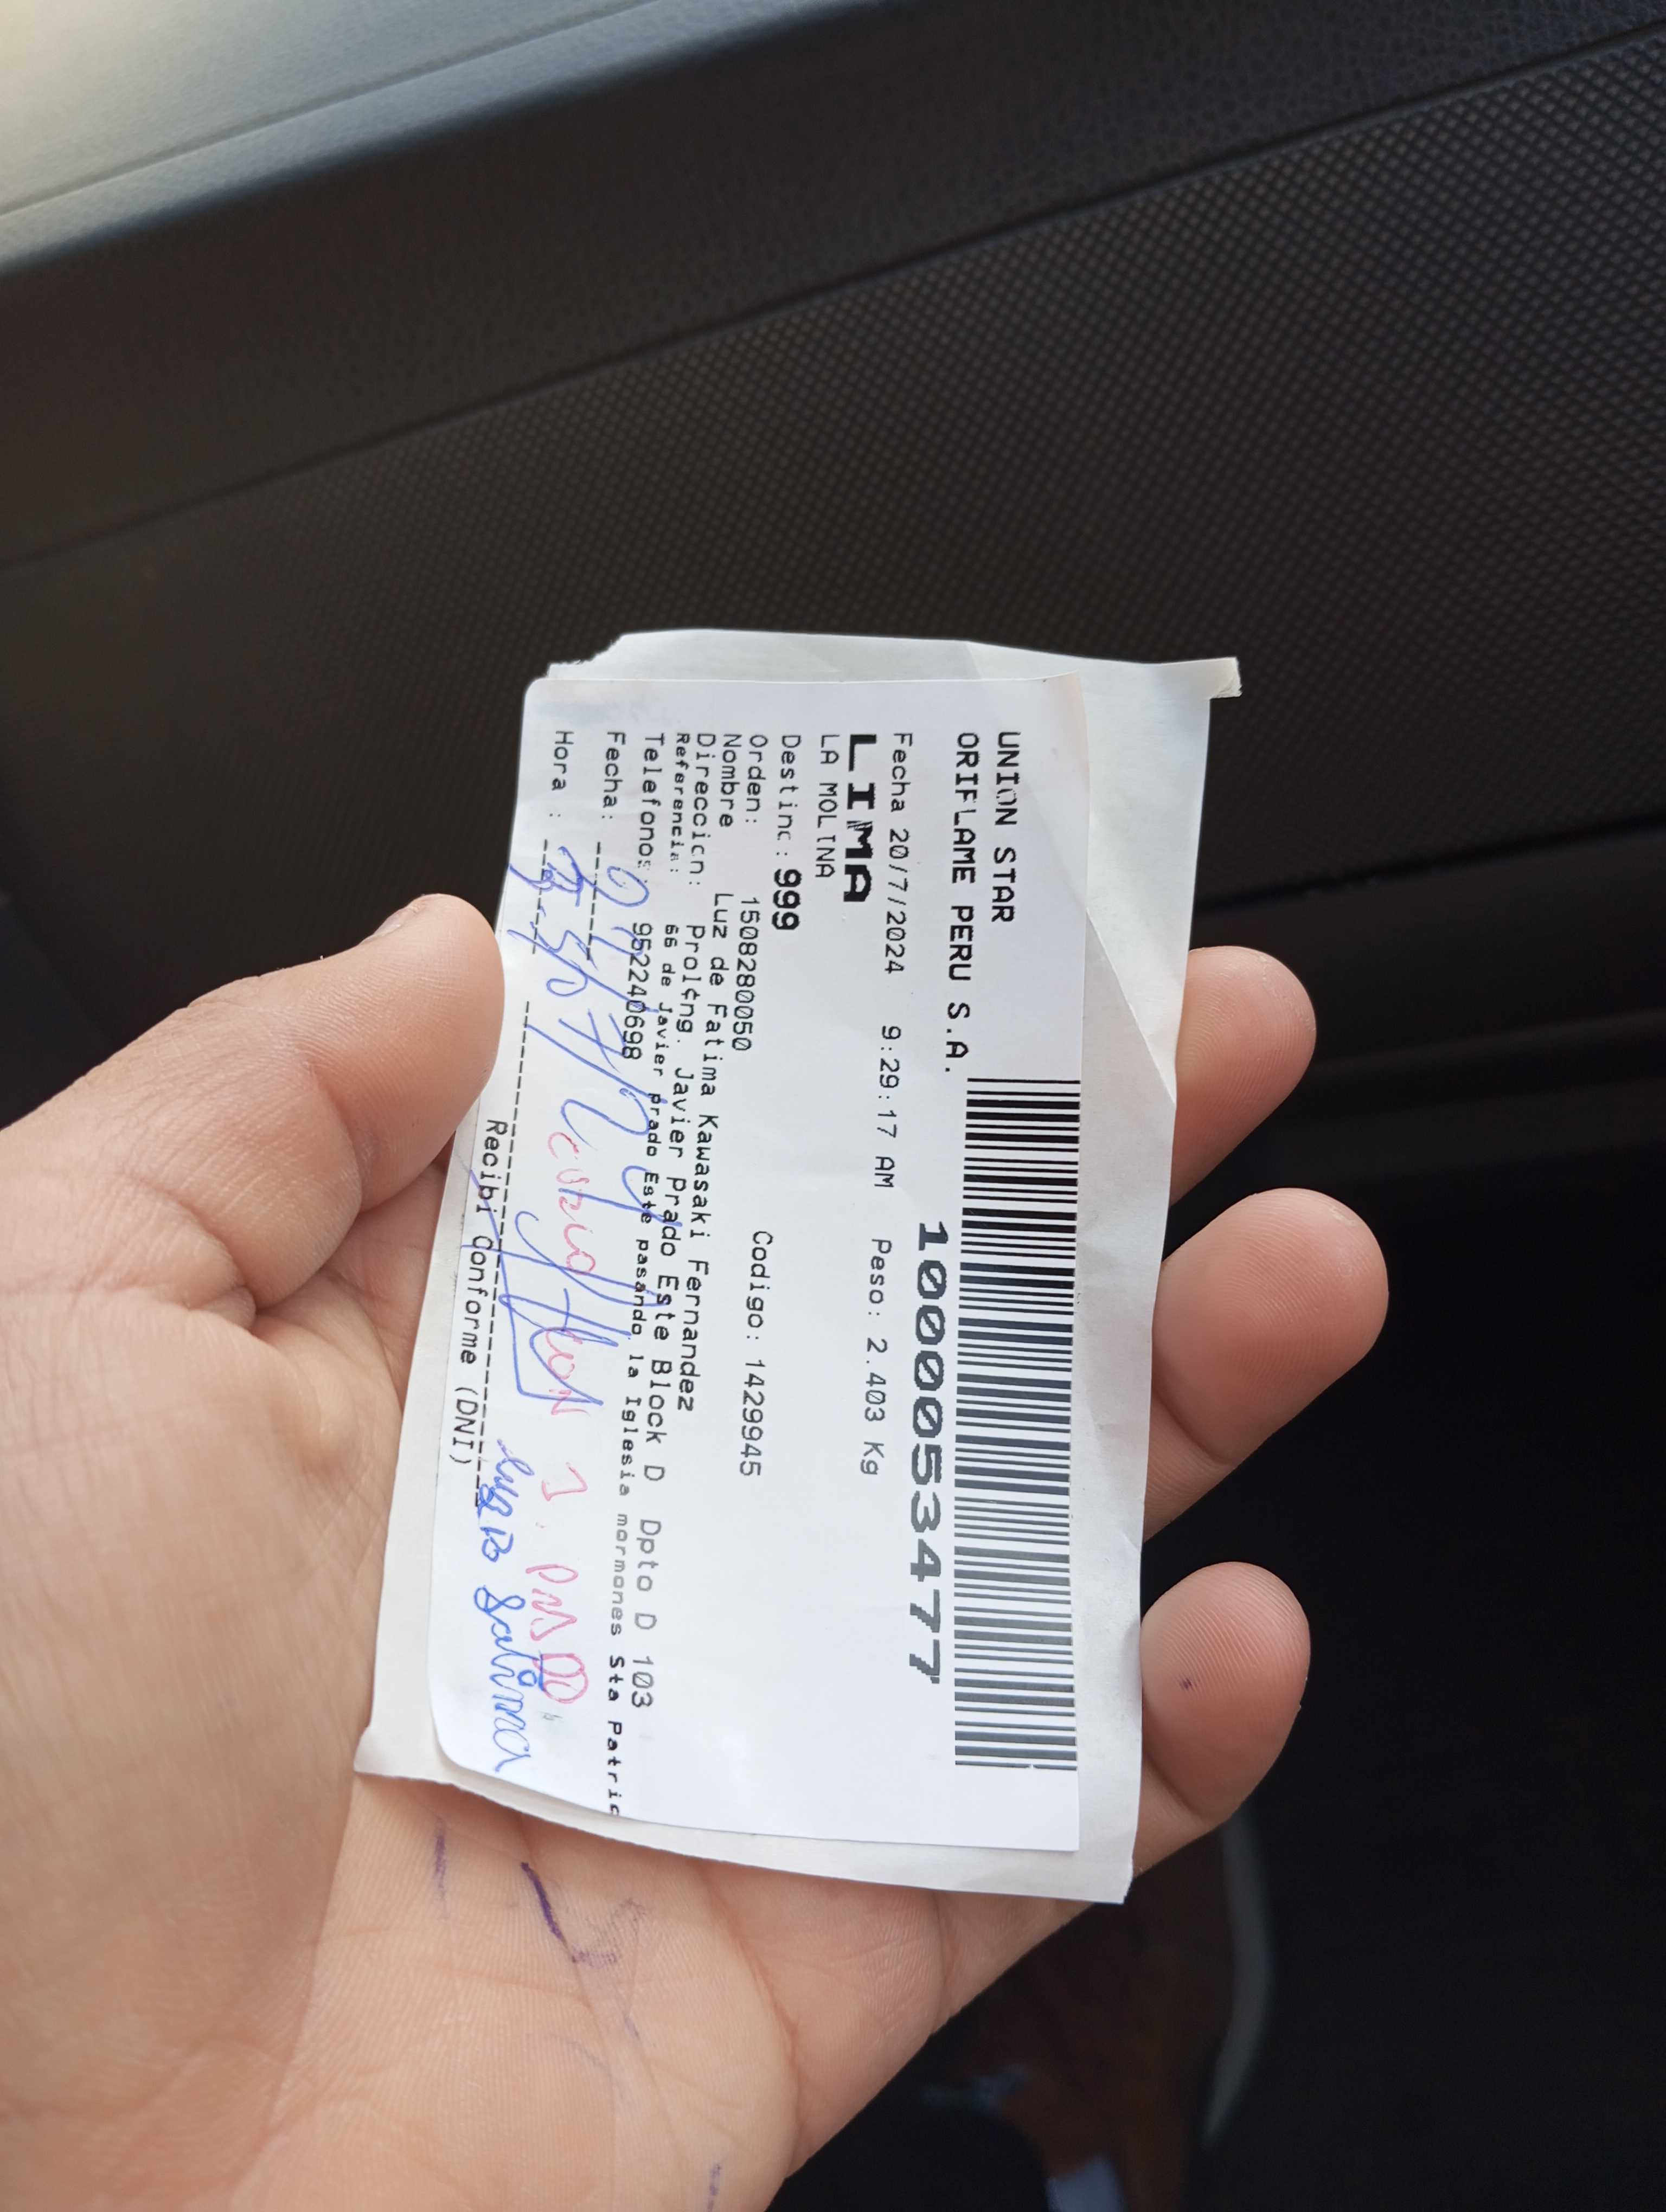 UNION STAR
ORIFLAME PERU S.A.
10000053477
Fecha 20/7/2024 9:29:17 AM Peso: 2.403 Kg
LIMA
LA MOLINA
Destino: 999
Orden: 1508280050 Codigo: 1429945
Nombre Luz de Fatima Kawasaki Fernandez
Direccion: Prol¢ng. Javier Prado Este Block D Dpto D 103
Referencia: 66 de Javier prado Este pasando la Iglesia mormones Sta Patric
Telefonos: 952240698
Fecha:
Hora :
Recibi Conforme (DNI)